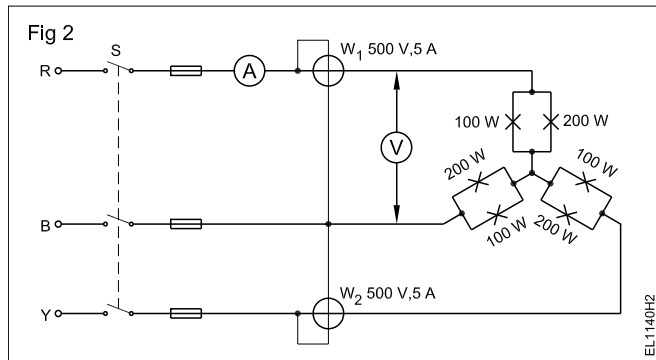 Fig 2
S
R
A
W1 500 V,5 A
100 W
200 W
V
200 W
100 W
100 W
200 W
B
Y
W2 500 V,5 A
EL1140H2